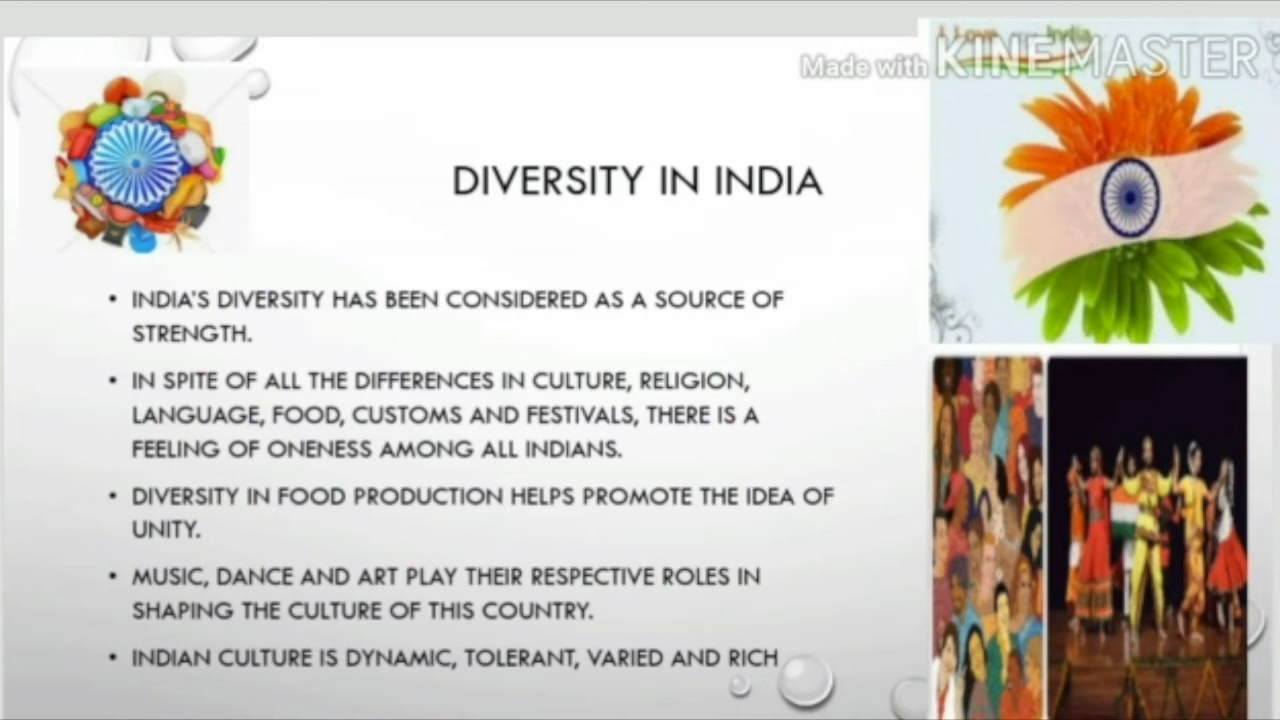 I Love my India
Made with KINEMASTER
DIVERSITY IN INDIA
• INDIA'S DIVERSITY HAS BEEN CONSIDERED AS A SOURCE OF
STRENGTH.
• IN SPITE OF ALL THE DIFFERENCES IN CULTURE, RELIGION,
LANGUAGE, FOOD, CUSTOMS AND FESTIVALS, THERE IS A
FEELING OF ONENESS AMONG ALL INDIANS.
• DIVERSITY IN FOOD PRODUCTION HELPS PROMOTE THE IDEA OF
UNITY.
• MUSIC, DANCE AND ART PLAY THEIR RESPECTIVE ROLES IN
SHAPING THE CULTURE OF THIS COUNTRY.
• INDIAN CULTURE IS DYNAMIC, TOLERANT, VARIED AND RICH